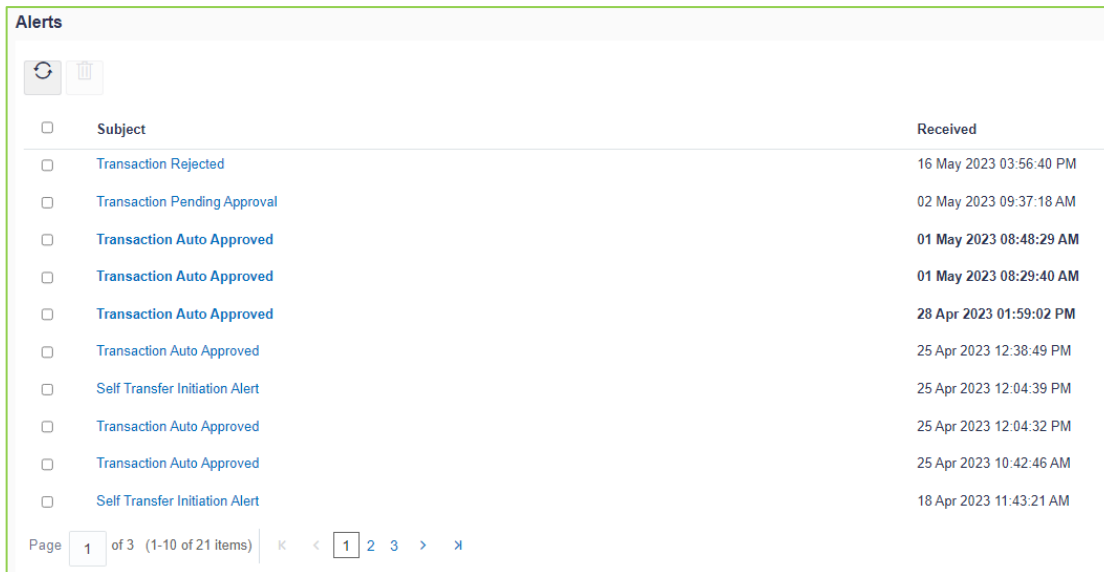 Alerts
Subject Received
Transaction Rejected 16 May 2023 03:56:40 PM
Transaction Pending Approval 02 May 2023 09:37:18 AM
Transaction Auto Approved 01 May 2023 08:48:29 AM
Transaction Auto Approved 01 May 2023 08:29:40 AM
Transaction Auto Approved 28 Apr 2023 01:59:02 PM
Transaction Auto Approved 25 Apr 2023 12:38:49 PM
Self Transfer Initiation Alert 25 Apr 2023 12:04:39 PM
Transaction Auto Approved 25 Apr 2023 12:04:32 PM
Transaction Auto Approved 25 Apr 2023 10:42:46 AM
Self Transfer Initiation Alert 18 Apr 2023 11:43:21 AM
Page 1 of 3 (1-10 of 21 items) 1 2 3